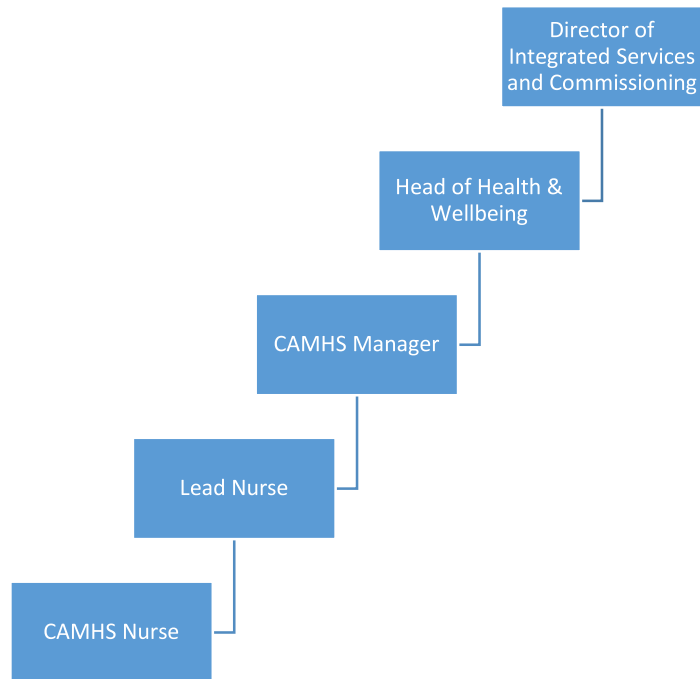 Director of
Integrated Services
and Commissioning
Head of Health &
Wellbeing
CAMHS Manager
Lead Nurse
CAMHS Nurse